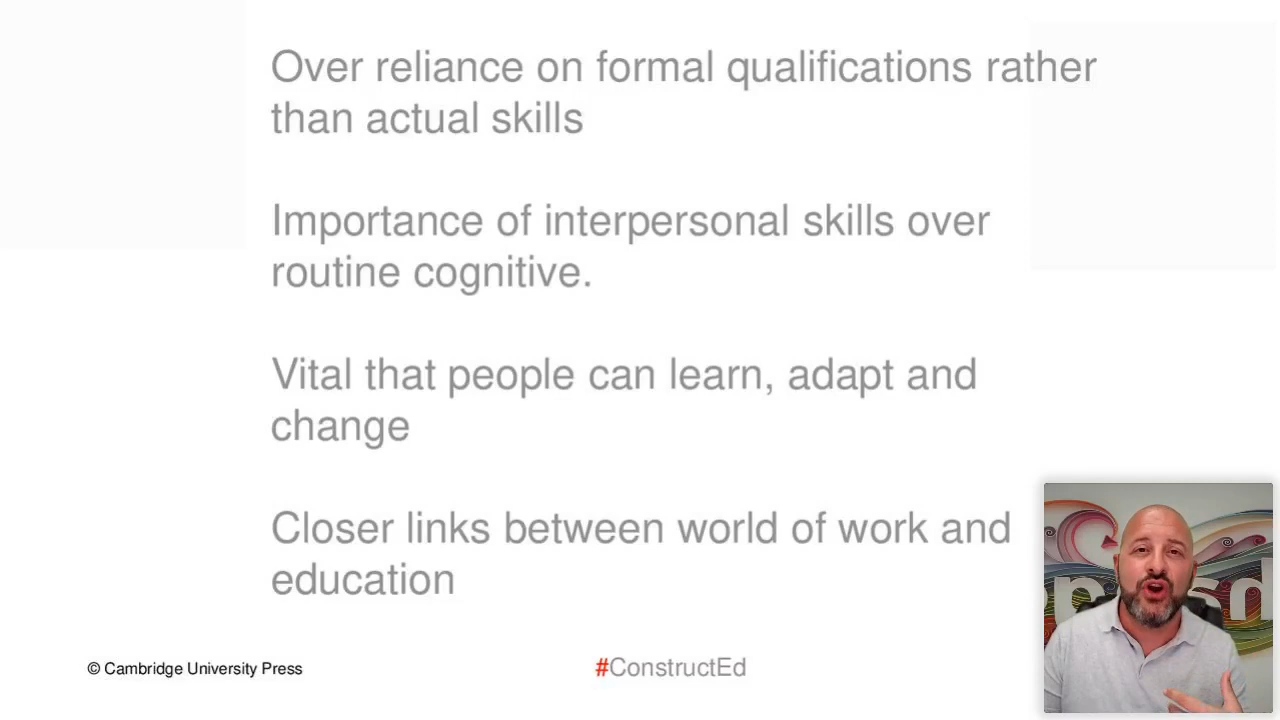 Over reliance on formal qualifications rather
than actual skills
Importance of interpersonal skills over
routine cognitive.
Vital that people can learn, adapt and
change
Closer links between world of work and
education
© Cambridge University Press
#ConstructEd